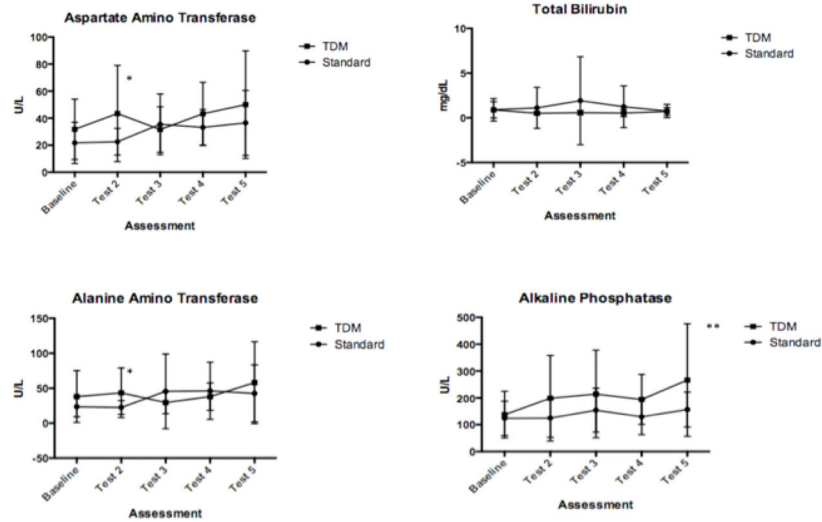 Aspartate Amino Transferase
100
80
60
40
20
0
U/L
*
TDM
Standard
Baseline
Test 2
Test 3
Test 4
Test 5
Assessment
Total Bilirubin
10
5
0
-5
mg/dL
TDM
Standard
Baseline
Test 2
Test 3
Test 4
Test 5
Assessment
Alanine Amino Transferase
150
100
50
0
-50
U/L
*
TDM
Standard
Baseline
Test 2
Test 3
Test 4
Test 5
Assessment
Alkaline Phosphatase
500
400
300
200
100
0
U/L
**
TDM
Standard
Baseline
Test 2
Test 3
Test 4
Test 5
Assessment